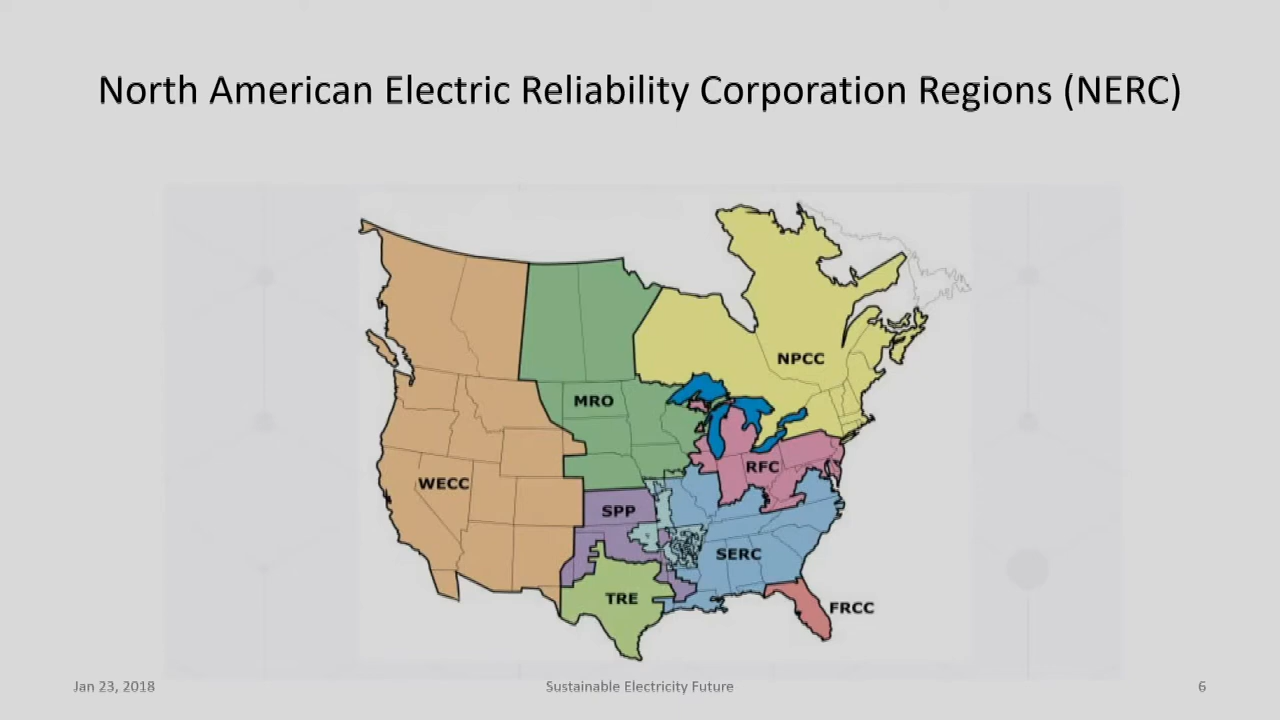 North American Electric Reliability Corporation Regions (NERC)
NPCC
MRO
RFC
WECC
SPP
SERC
TRE
FRCC
Jan 23, 2018
Sustainable Electricity Future
6